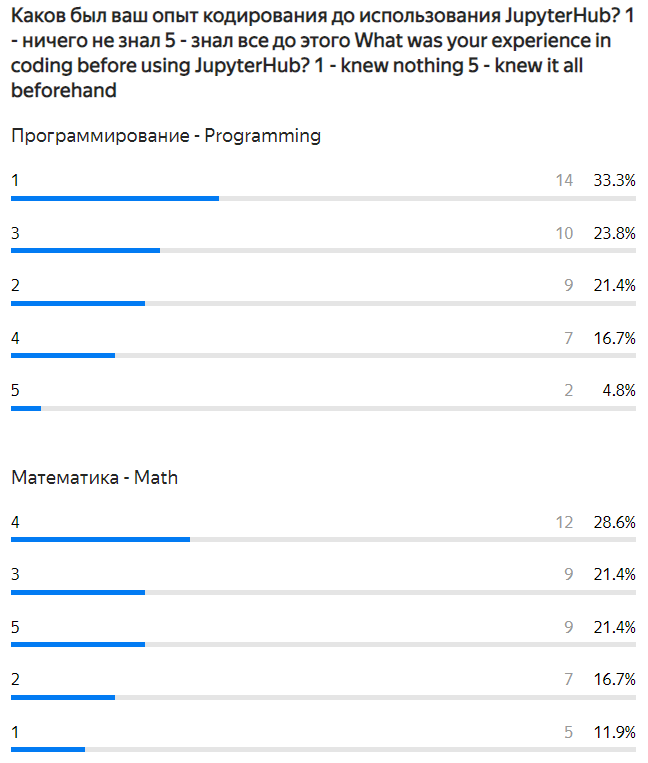 Каков был ваш опыт кодирования до использования JupyterHub? 1
- ничего не знал 5 - знал все до этого What was your experience in
coding before using JupyterHub? 1 - knew nothing 5 - knew it all
beforehand
Программирование - Programming
1 14 33.3%
3 10 23.8%
2 9 21.4%
4 7 16.7%
5 2 4.8%
Математика - Math
4 12 28.6%
3 9 21.4%
5 9 21.4%
2 7 16.7%
1 5 11.9%